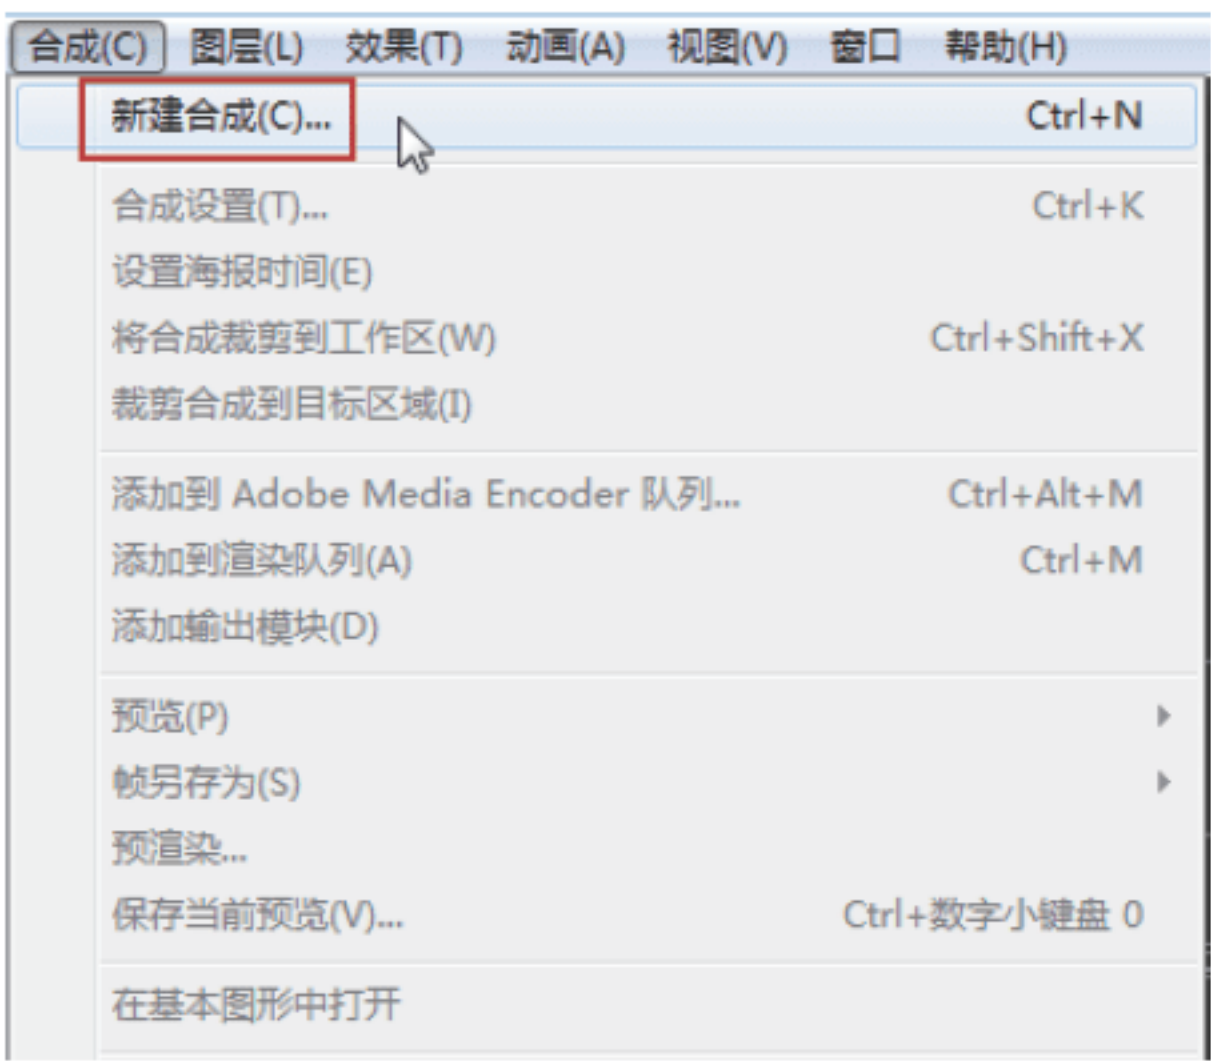 合成(C) 图层(L) 效果(T) 动画(A) 视图(V) 窗口 帮助(H)
新建合成(C)... Ctrl+N
合成设置(T)... Ctrl+K
设置海报时间(E)
将合成裁剪到工作区(W) Ctrl+Shift+X
裁剪合成到目标区域(I)
添加到 Adobe Media Encoder 队列... Ctrl+Alt+M
添加到渲染队列(A) Ctrl+M
添加输出模块(D)
预览(P)
帧另存为(S)
预渲染...
保存当前预览(V)... Ctrl+数字小键盘 0
在基本图形中打开